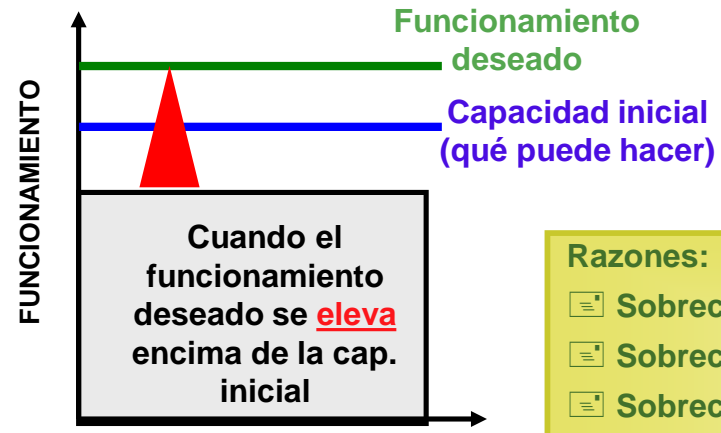 Funcionamiento
deseado
Capacidad inicial
(qué puede hacer)
FUNCIONAMIENTO
Cuando el
funcionamiento
deseado se eleva
encima de la cap.
inicial
Razones:
Sobrec
Sobrec
Sobrec